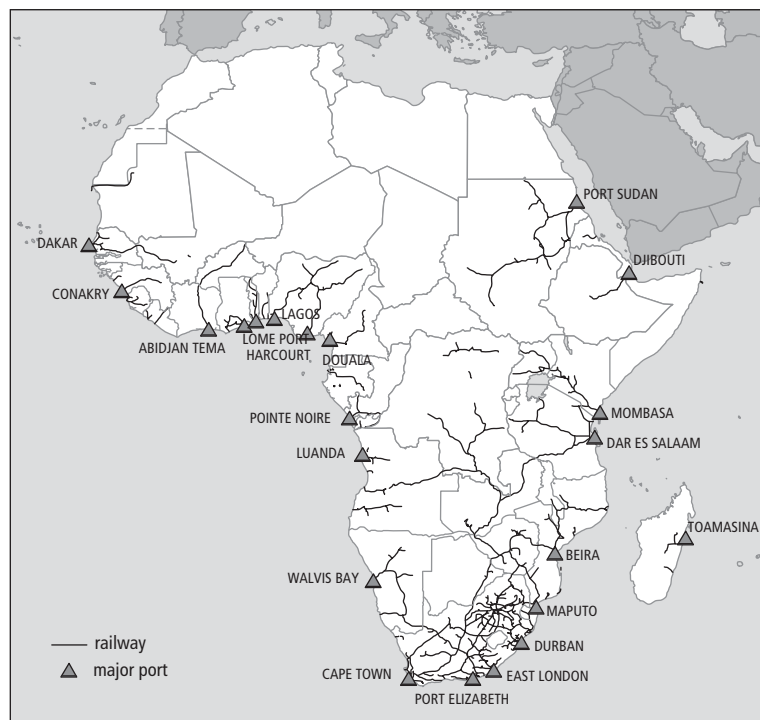 PORT SUDAN
DAKAR
DJIBOUTI
CONAKRY
LAGOS
ABIDJAN TEMA
LOME PORT
HARCOURT
DOUALA
POINTE NOIRE
MOMBASA
DAR ES SALAAM
LUANDA
TOAMASINA
BEIRA
WALVIS BAY
MAPUTO
railway
DURBAN
major port
CAPE TOWN
EAST LONDON
PORT ELIZABETH